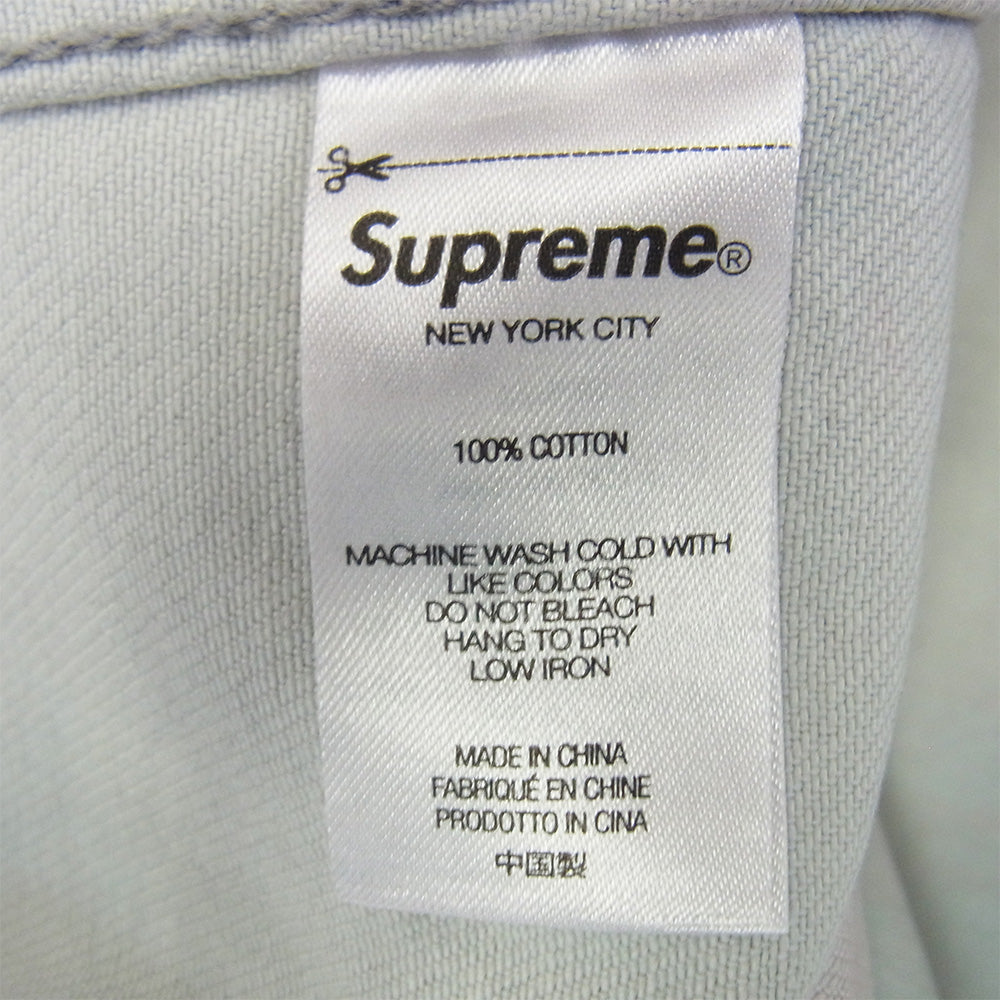 Supreme®
NEW YORK CITY
100% COTTON
MACHINE WASH COLD WITH
LIKE COLORS
DO NOT BLEACH
HANG TO DRY
LOW IRON
MADE IN CHINA
FABRIQUÉ EN CHINE
PRODOTTO IN CINA
中国製